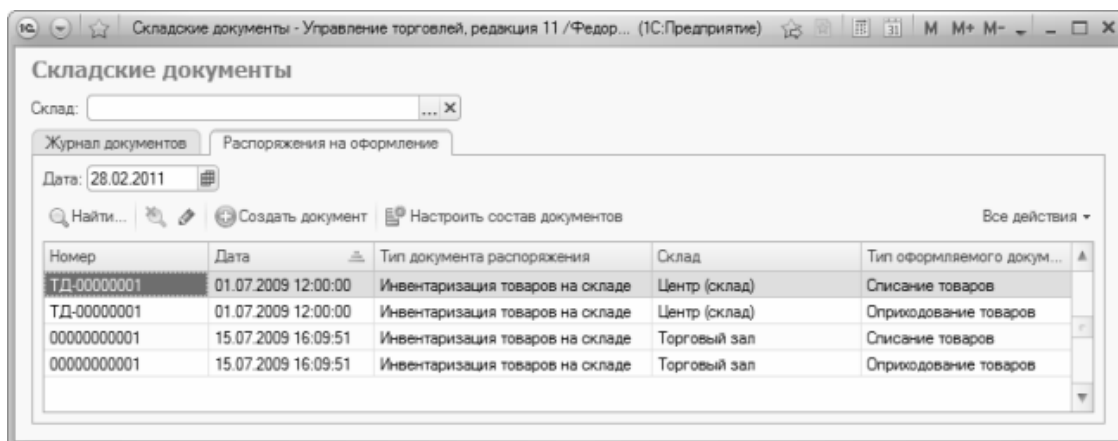 1С Складские документы - Управление торговлей, редакция 11 /Федор... (1С:Предприятие) 31 M M+ M-
Складские документы
Склад: ...
Журнал документов Распоряжения на оформление
Дата: 28.02.2011
Найти... Создать документ Настроить состав документов Все действия
Номер Дата Тип документа распоряжения Склад Тип оформляемого докум...
ТД-00000001 01.07.2009 12:00:00 Инвентаризация товаров на складе Центр (склад) Списание товаров
ТД-00000001 01.07.2009 12:00:00 Инвентаризация товаров на складе Центр (склад) Оприходование товаров
00000000001 15.07.2009 16:09:51 Инвентаризация товаров на складе Торговый зал Списание товаров
00000000001 15.07.2009 16:09:51 Инвентаризация товаров на складе Торговый зал Оприходование товаров